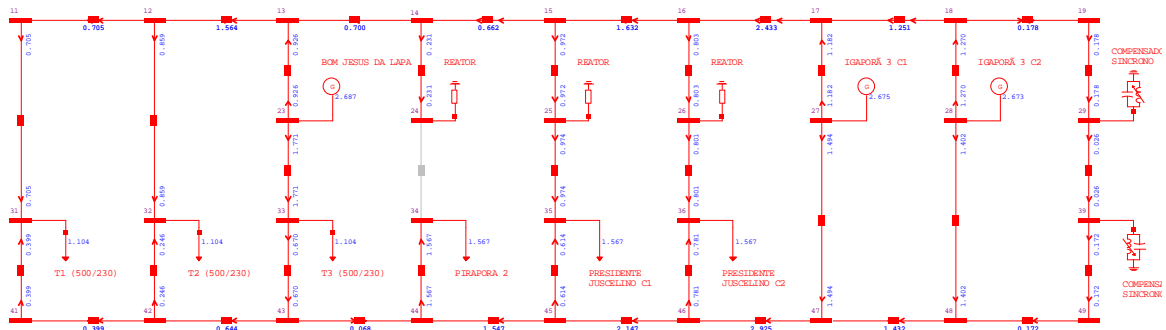 11 12 13 14 15 16 17 18 19
0.705 1.564 0.700 0.662 1.632 2.433 1.251 0.178
0.705 0.859 0.926 0.231 0.972 0.803 1.182 1.270 0.178
BOM JESUS DA LAPA REATOR REATOR REATOR IGAPORÃ 3 C1 IGAPORÃ 3 C2 COMPENSADO
SINCRONO
G G G
2.687 2.675 2.673
0.926 0.231 0.972 0.803 1.182 1.270 0.178
23 24 25 26 27 28 29
1.771 0.974 0.801 1.494 1.402 0.026
0.705 0.859 1.771 0.974 0.801 0.026
31 32 33 34 35 36 39
1.104 1.104 1.104 1.567 1.567 1.567
0.399 0.246 0.670 1.567 0.614 0.781 0.172
T1 (500/230) T2 (500/230) T3 (500/230) PIRAPORA 2 PRESIDENTE
JUSCELINO C1 PRESIDENTE
JUSCELINO C2 COMPENSA
SINCRONO
0.399 0.246 0.670 1.567 0.614 0.781 1.494 1.402 0.172
41 42 43 44 45 46 47 48 49
0.399 0.644 0.068 1.547 2.147 2.925 1.432 0.172